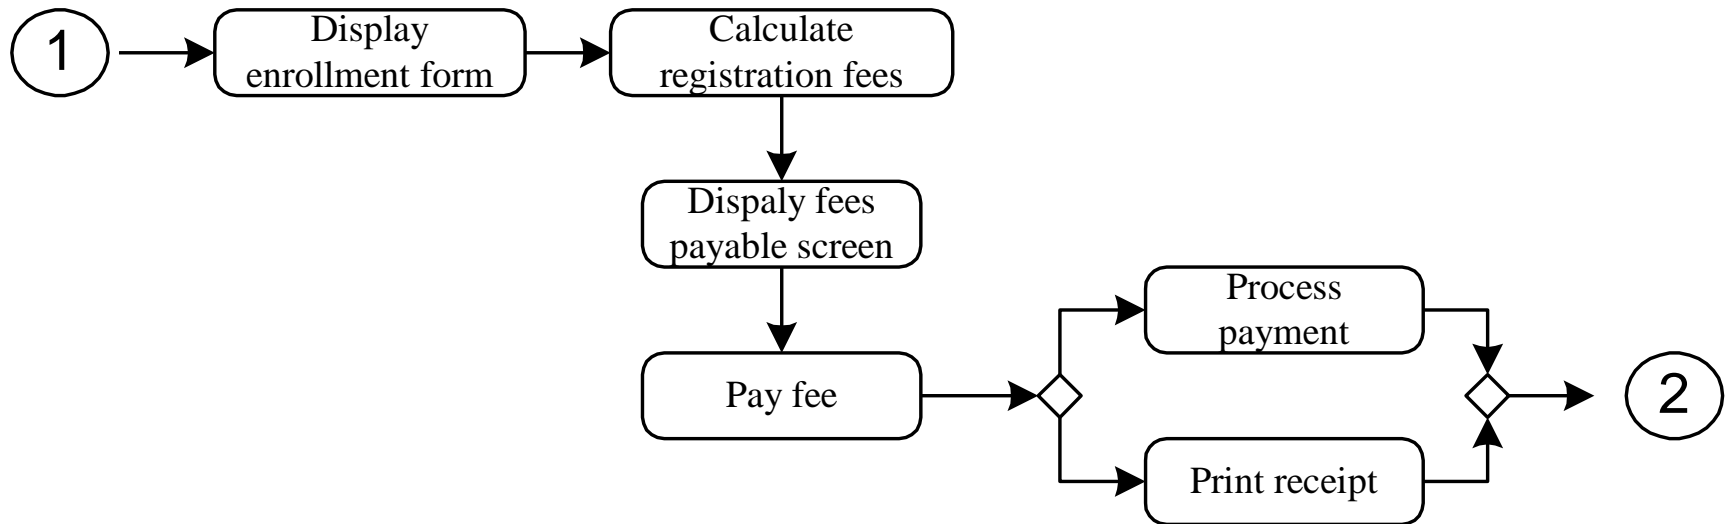 1
Display
enrollment form
Calculate
registration fees
Dispaly fees
payable screen
Pay fee
Process
payment
Print receipt
2